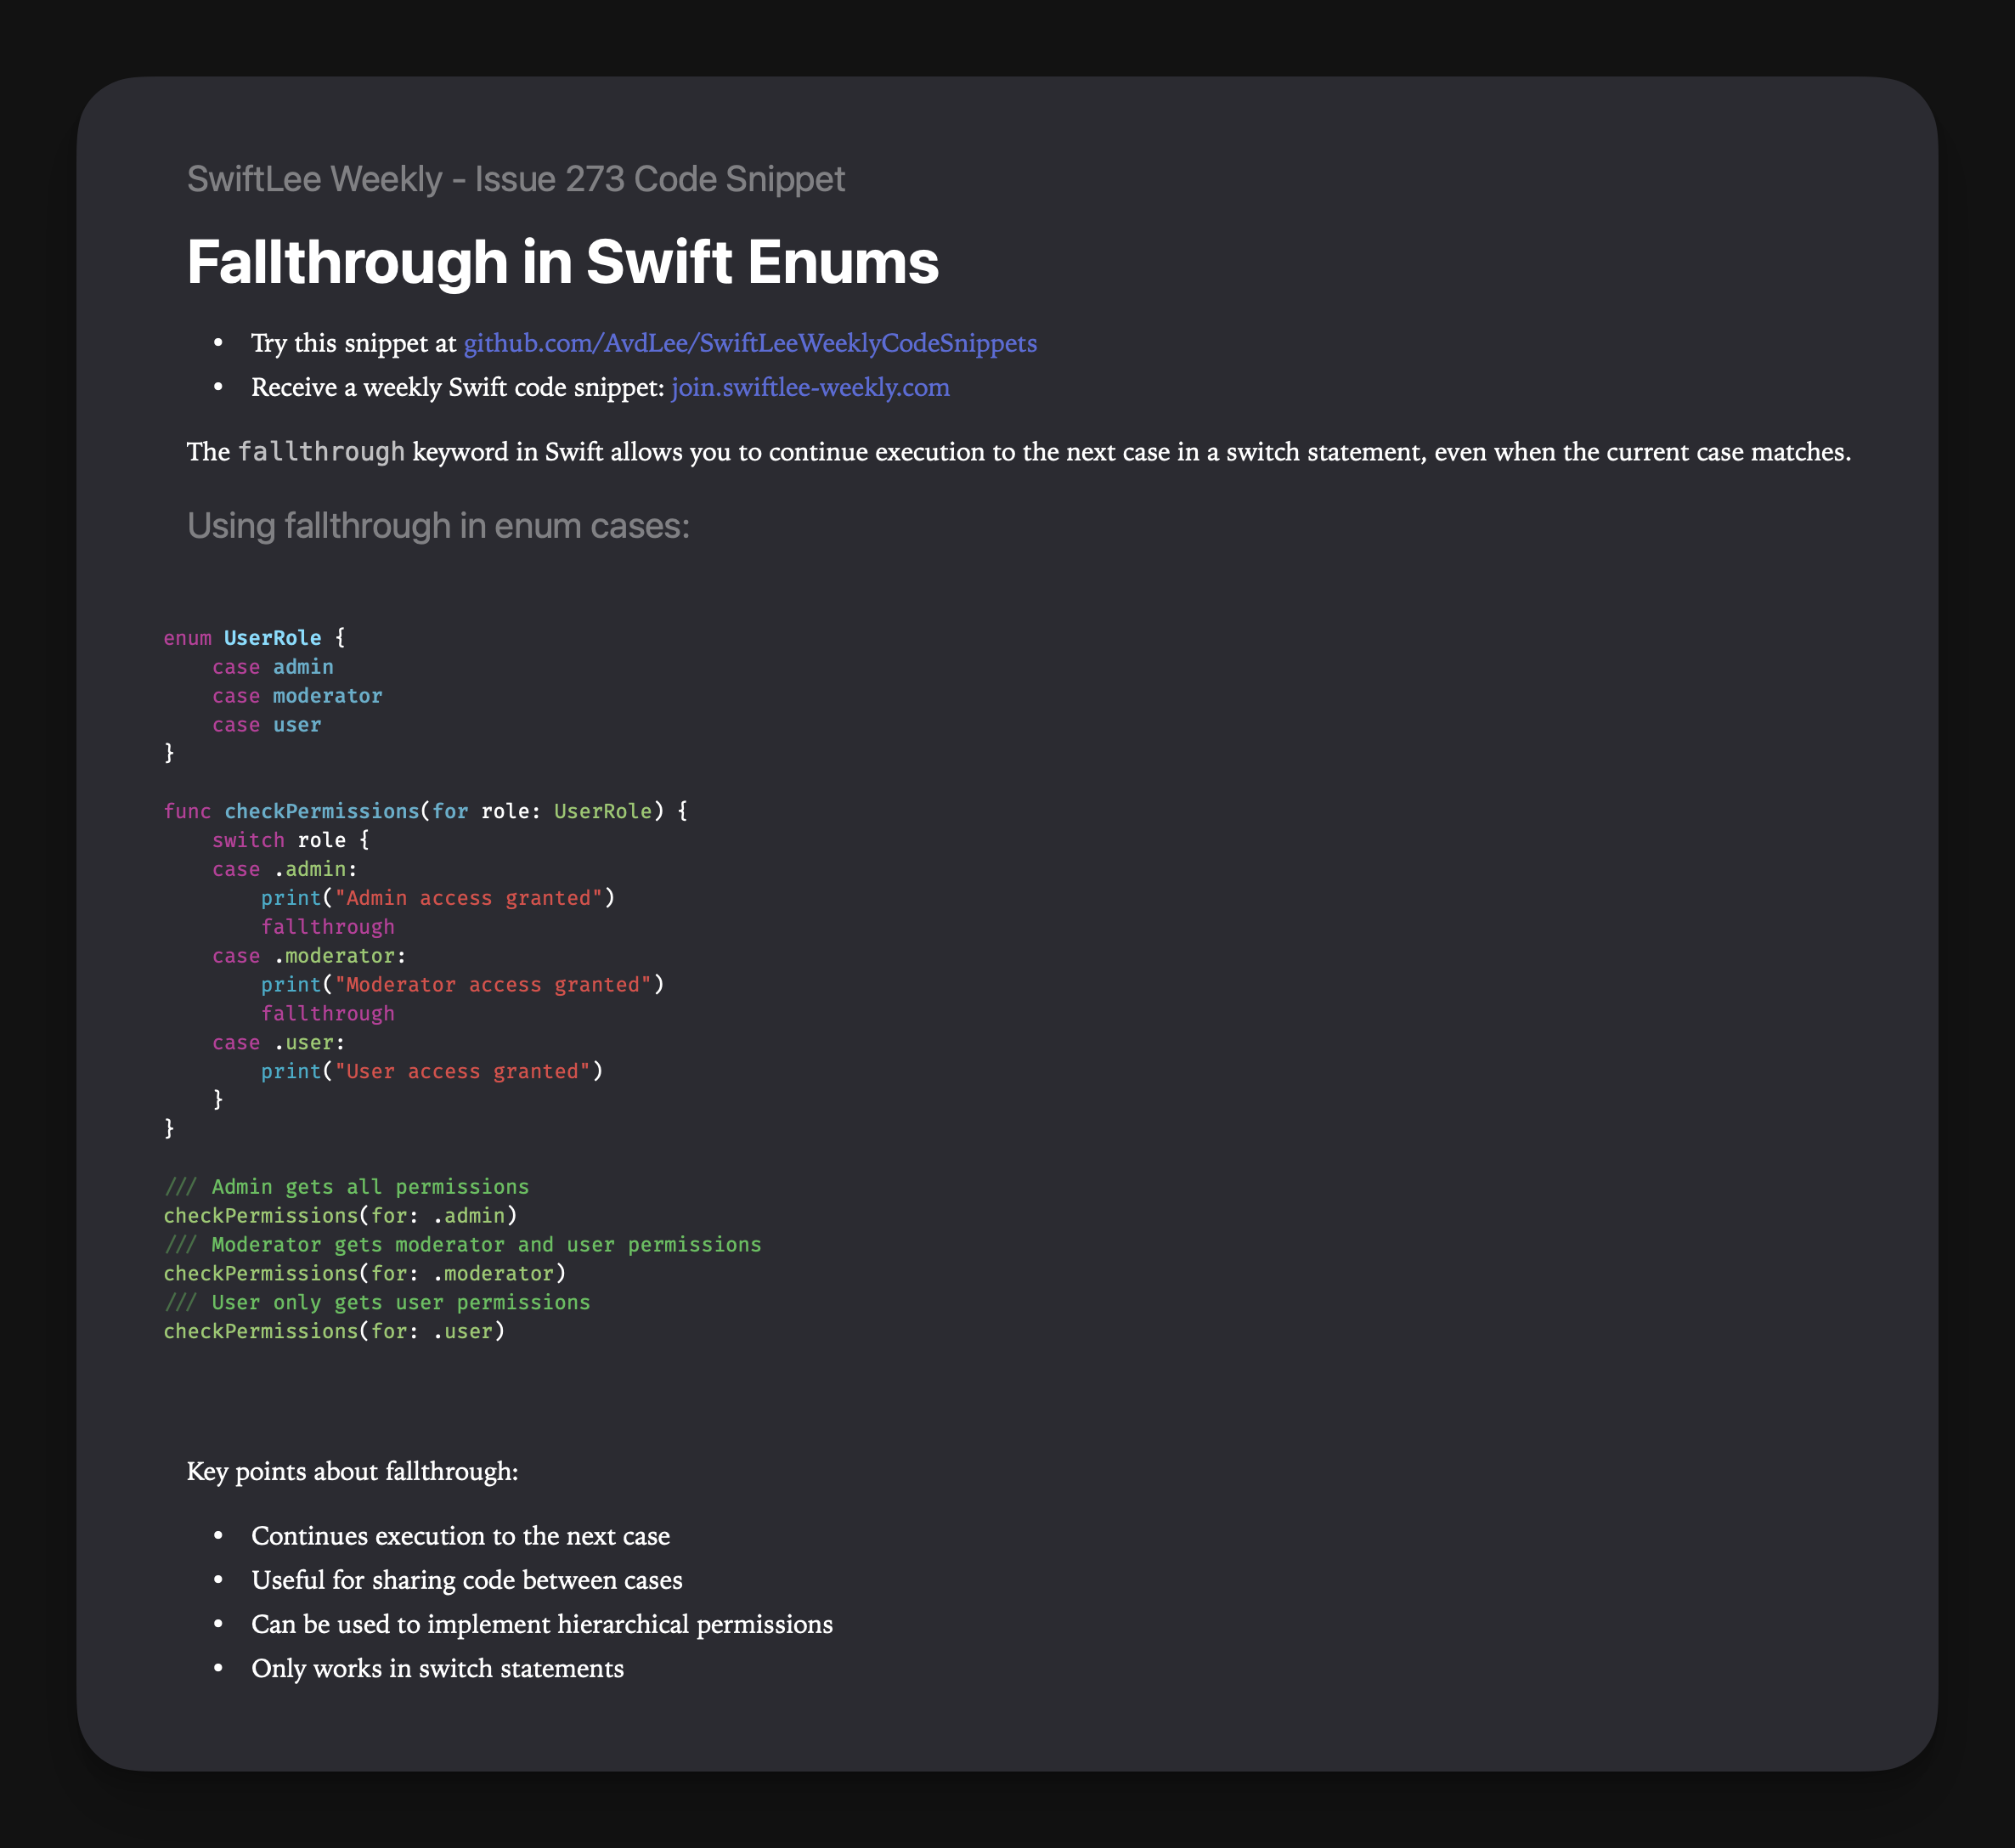 SwiftLee Weekly - Issue 273 Code Snippet
Fallthrough in Swift Enums
• Try this snippet at github.com/AvdLee/SwiftLeeWeeklyCodeSnippets
• Receive a weekly Swift code snippet: join.swiftlee-weekly.com
The fallthrough keyword in Swift allows you to continue execution to the next case in a switch statement, even when the current case matches.
Using fallthrough in enum cases:
enum UserRole {
    case admin
    case moderator
    case user
}
func checkPermissions(for role: UserRole) {
    switch role {
    case .admin:
        print("Admin access granted")
        fallthrough
    case .moderator:
        print("Moderator access granted")
        fallthrough
    case .user:
        print("User access granted")
    }
}
/// Admin gets all permissions
checkPermissions(for: .admin)
/// Moderator gets moderator and user permissions
checkPermissions(for: .moderator)
/// User only gets user permissions
checkPermissions(for: .user)
Key points about fallthrough:
• Continues execution to the next case
• Useful for sharing code between cases
• Can be used to implement hierarchical permissions
• Only works in switch statements